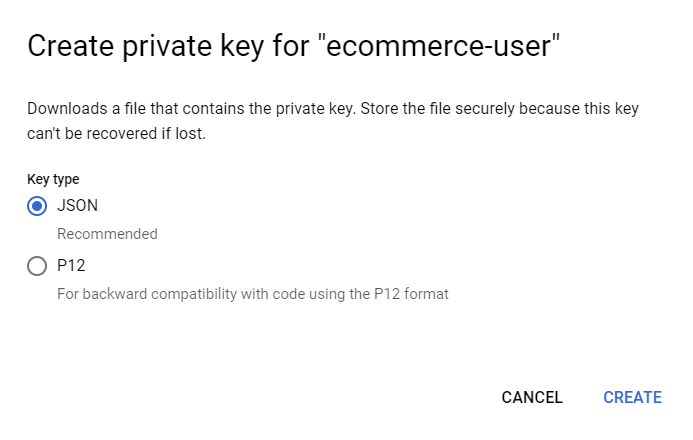 Create private key for "ecommerce-user"
Downloads a file that contains the private key. Store the file securely because this key
can't be recovered if lost.
Key type
JSON
Recommended
P12
For backward compatibility with code using the P12 format
CANCEL CREATE